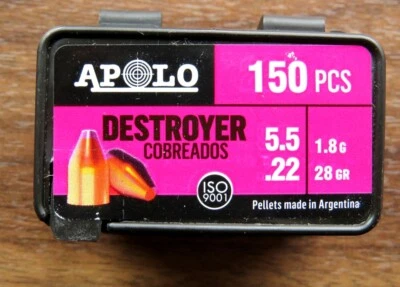 APOLO
150 PCS
DESTROYER
COBREADOS
5.5
.22
1.8 G
28 GR
ISO
9001
Pellets made in Argentina